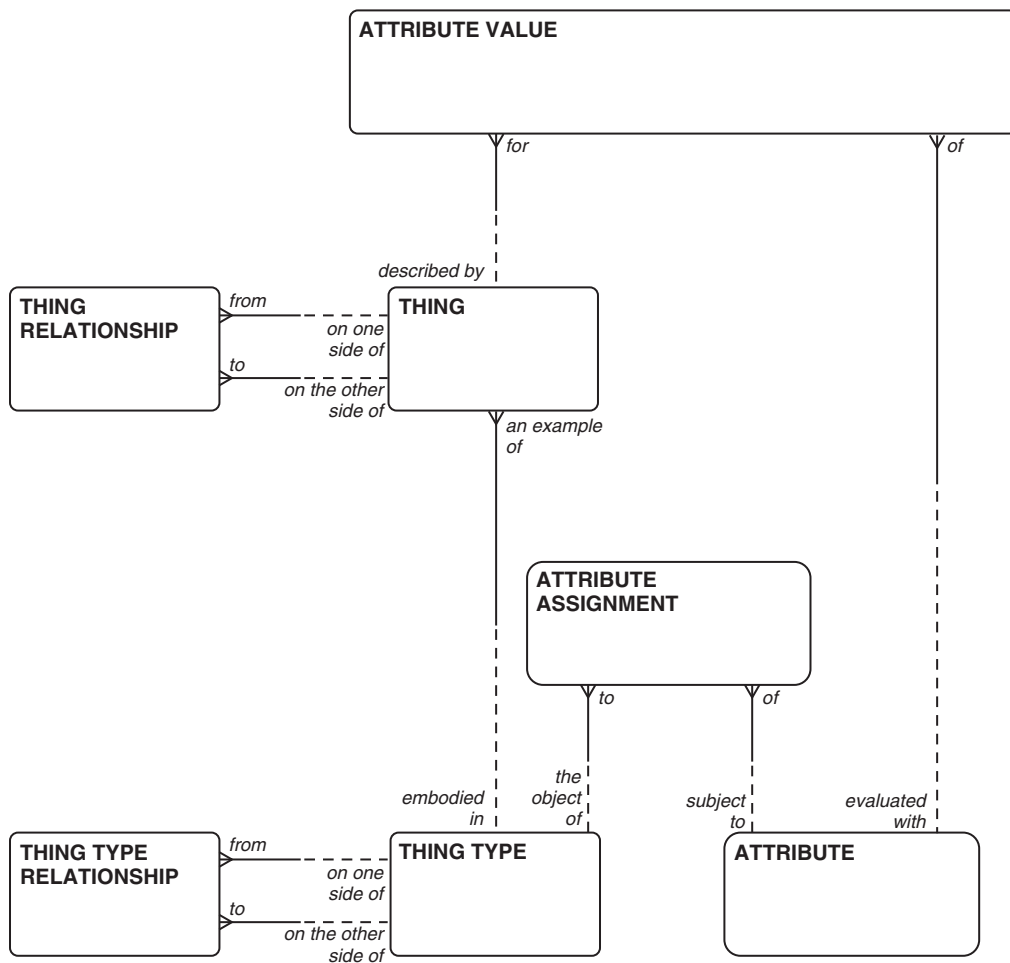 ATTRIBUTE VALUE
for
of
described by
THING
RELATIONSHIP
from
on one
side of
to
on the other
side of
THING
an example
of
ATTRIBUTE
ASSIGNMENT
to
of
the
object
of
embodied
in
subject
to
evaluated
with
THING TYPE
RELATIONSHIP
from
on one
side of
to
on the other
side of
THING TYPE
ATTRIBUTE